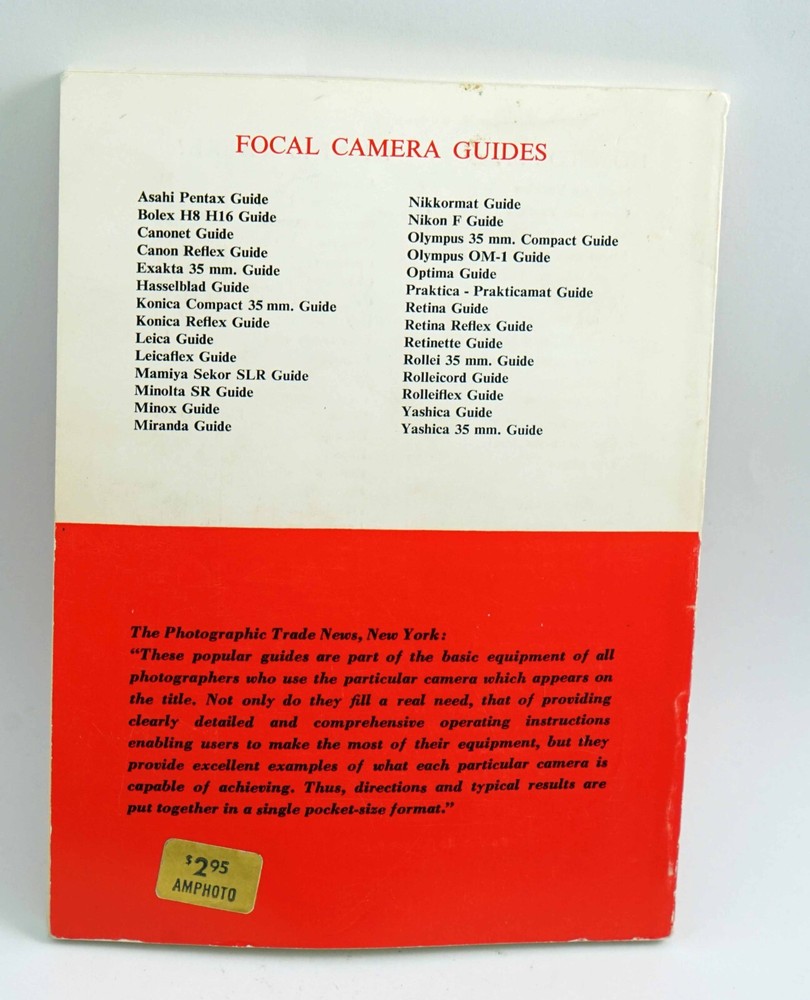 FOCAL CAMERA GUIDES
Asahi Pentax Guide
Bolex H8 H16 Guide
Canonet Guide
Canon Reflex Guide
Exakta 35 mm. Guide
Hasselblad Guide
Konica Compact 35 mm. Guide
Konica Reflex Guide
Leica Guide
Leicaflex Guide
Mamiya Sekor SLR Guide
Minolta SR Guide
Minox Guide
Miranda Guide
Nikkormat Guide
Nikon F Guide
Olympus 35 mm. Compact Guide
Olympus OM-1 Guide
Optima Guide
Praktica - Prakticamat Guide
Retina Guide
Retina Reflex Guide
Retinette Guide
Rollei 35 mm. Guide
Rolleicord Guide
Rolleiflex Guide
Yashica Guide
Yashica 35 mm. Guide
The Photographic Trade News, New York:
“These popular guides are part of the basic equipment of all
photographers who use the particular camera which appears on
the title. Not only do they fill a real need, that of providing
clearly detailed and comprehensive operating instructions
enabling users to make the most of their equipment, but they
provide excellent examples of what each particular camera is
capable of achieving. Thus, directions and typical results are
put together in a single pocket-size format.”
$2.95
AMPHOTO